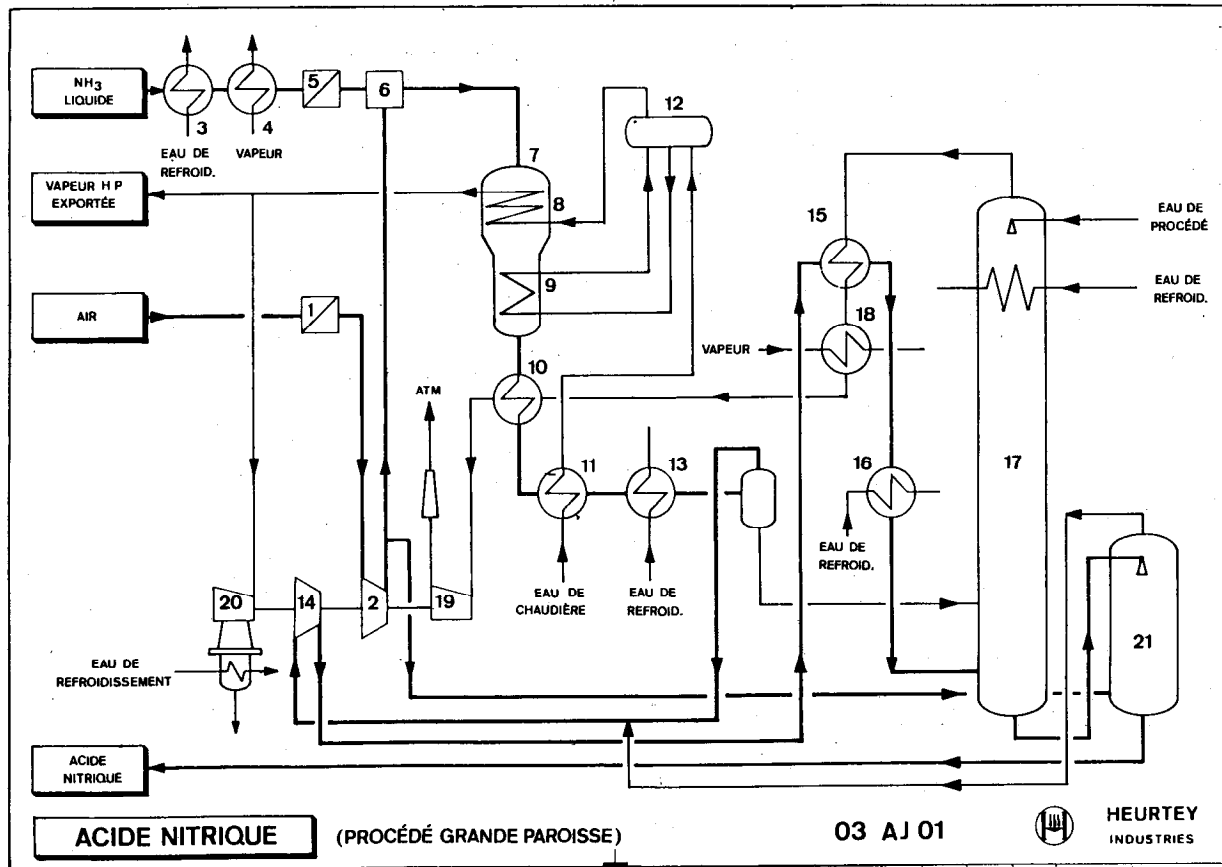 NH3
LIQUIDE
3
EAU DE
REFROID.
4
VAPEUR
5
6
7
8
9
12
VAPEUR H P
EXPORTÉE
AIR
1
10
ATM
11
13
EAU DE
CHAUDIÈRE
EAU DE
REFROID.
15
18
VAPEUR
16
EAU DE
REFROID.
EAU DE
PROCÉDÉ
EAU DE
REFROID.
17
21
20
14
2
19
EAU DE
REFROIDISSEMENT
ACIDE
NITRIQUE
ACIDE NITRIQUE
(PROCÉDÉ GRANDE PAROISSE)
03 AJ 01
HEURTEY
INDUSTRIES